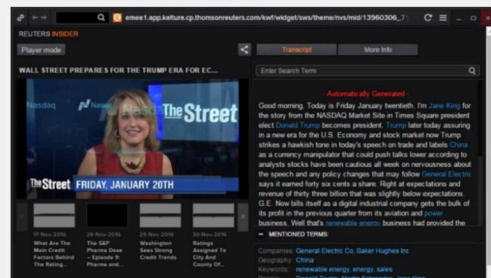 emea1.app.kaltura.cp.thomsonreuters.com/kwf/wkidget/sws/theme/nvs/mid/13960306_71
REUTERS INSIDER
Player mode
Transcript
More Info
WALL STREET PREPARES FOR THE TRUMP ERA FOR EC...
Enter Search Term
Nasdaq
TheStreet
TheStreet FRIDAY, JANUARY 20TH
- Automatically Generated -
Good morning. Today is Friday January twentieth. I'm Jane King for
the story from the NASDAQ Market Site in Times Square president
elect Donald Trump becomes president. Trump later today assuring
in a new era for the U.S. Economy and stock market now Trump
strikes a hawkish tone in today's speech on trade and labels China
as a currency manipulator that could push talks lower according to
analysts stocks have been cautious all week on nervousness about
the speech and any policy changes that may follow General Electric
says it earned forty six cents a share. Right at expectations and
revenue of thirty three billion that was slightly below expectations.
G.E. Now bills itself as a digital industrial company gets the bulk of
its profit in the previous quarter from its aviation and power
business. Well that's renewable energy business had provided the
17-Nov-2016
What Are The
Main Credit
Factors Behind
The Rating...
The S&P
Pharma Dose
– Episode 9:
Pharma and...
Washington
Sees Strong
Credit Trends
Ratings
Assigned To
City And
County Of...
MENTIONED TERMS
Companies: General Electric Co, Baker Hughes Inc
Geography: China
Keywords: renewable energy, energy, sales